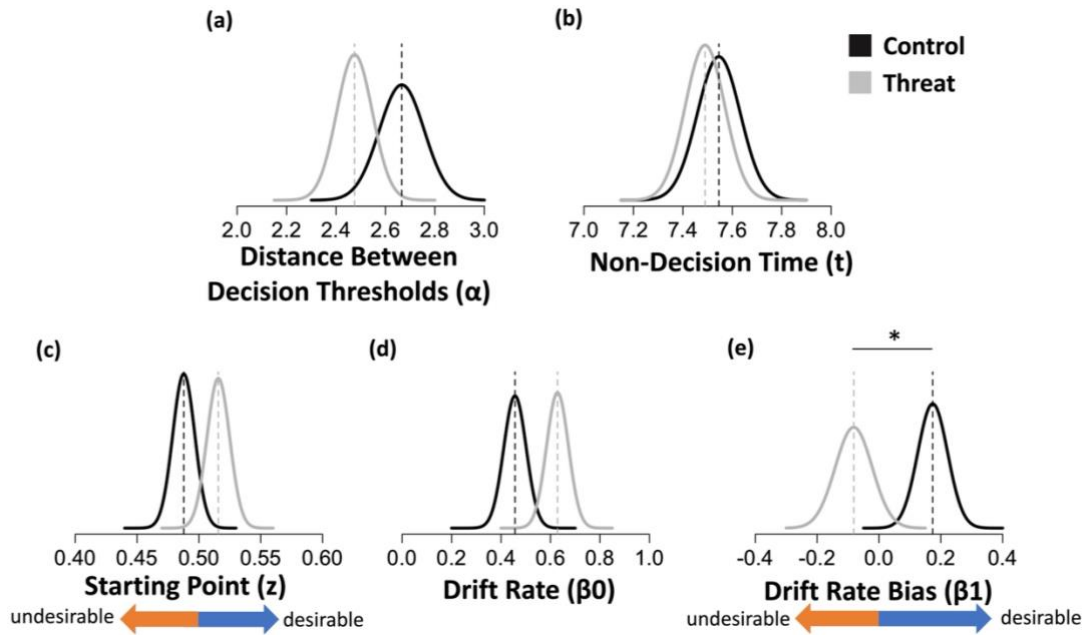 (a)
(b)
Control
Threat
2.0 2.2 2.4 2.6 2.8 3.0
Distance Between
Decision Thresholds (α)
7.0 7.2 7.4 7.6 7.8 8.0
Non-Decision Time (t)
(c)
(d)
(e)
*
0.40 0.45 0.50 0.55 0.60
Starting Point (z)
undesirable desirable
0.0 0.2 0.4 0.6 0.8 1.0
Drift Rate (β0)
-0.4 -0.2 0.0 0.2 0.4
Drift Rate Bias (β1)
undesirable desirable